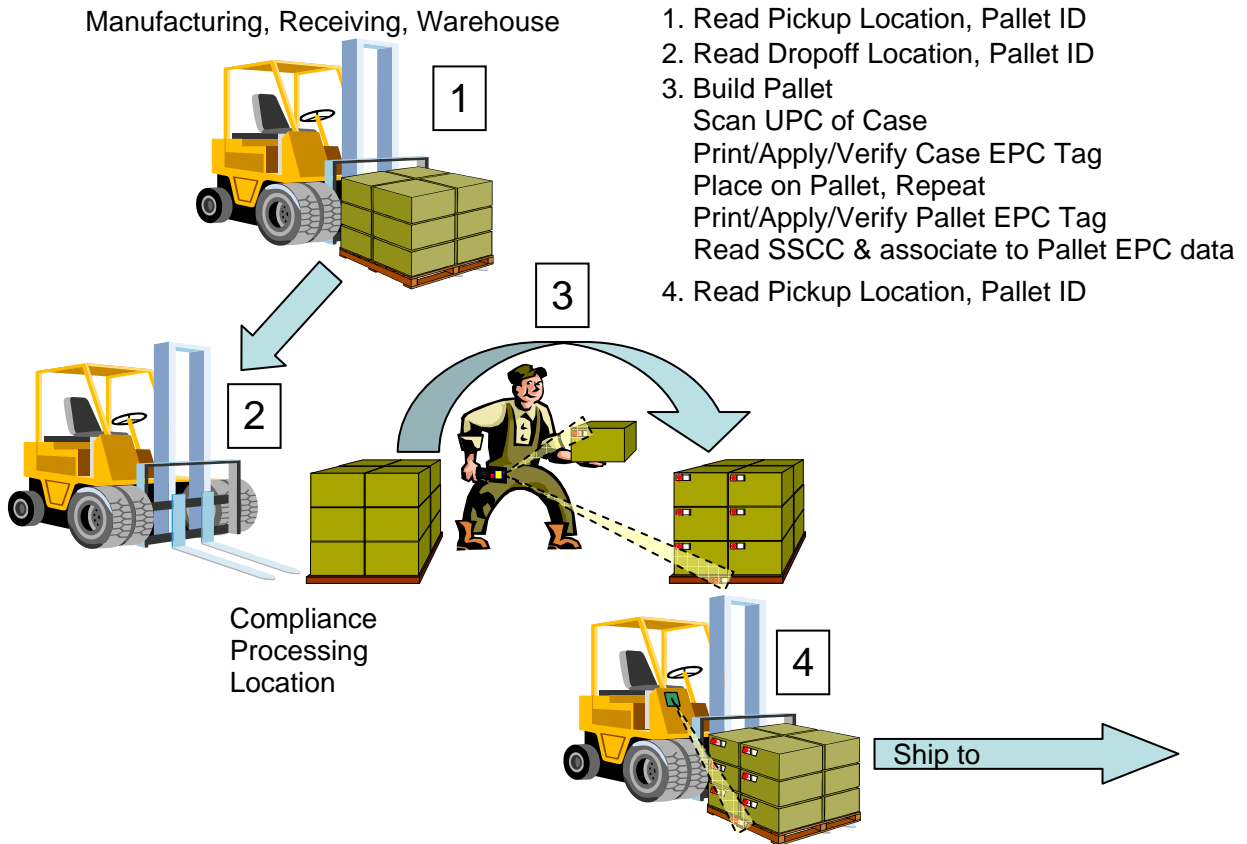 Manufacturing, Receiving, Warehouse
1
1. Read Pickup Location, Pallet ID
2. Read Dropoff Location, Pallet ID
3. Build Pallet
Scan UPC of Case
Print/Apply/Verify Case EPC Tag
Place on Pallet, Repeat
Print/Apply/Verify Pallet EPC Tag
Read SSCC & associate to Pallet EPC data
4. Read Pickup Location, Pallet ID
3
2
Compliance
Processing
Location
4
Ship to